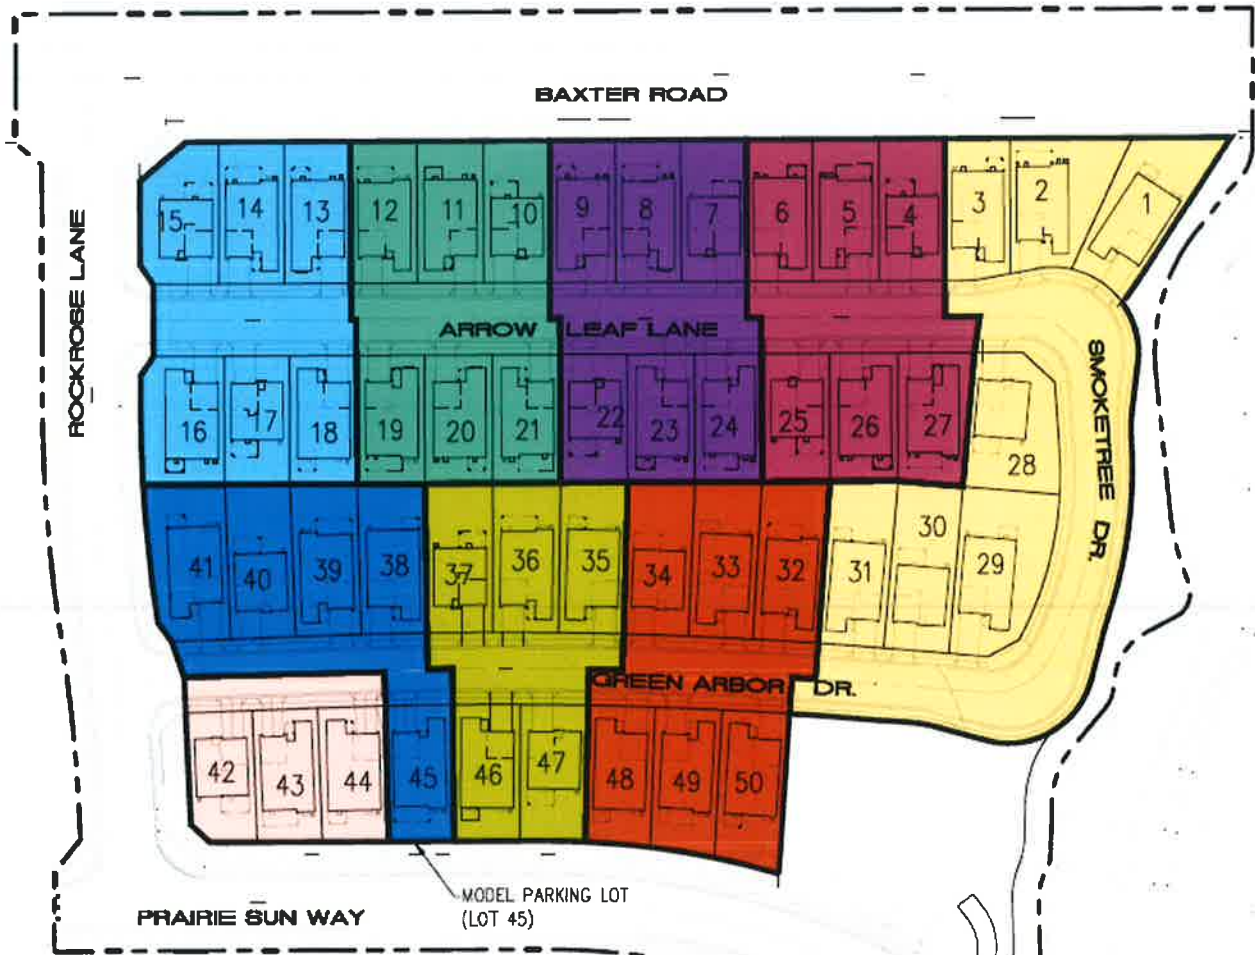 BAXTER ROAD
15 14 13 12 11 10 9 8 7 6 5 4 3 2 1
ROCKROSE LANE
ARROW LEAF LANE
SMOKETREE DR.
16 17 18 19 20 21 22 23 24 25 26 27 28
41 40 39 38 37 36 35 34 33 32 31 30 29
GREEN ARBOR DR.
42 43 44 45 46 47 48 49 50
MODEL PARKING LOT
(LOT 45)
PRAIRIE SUN WAY